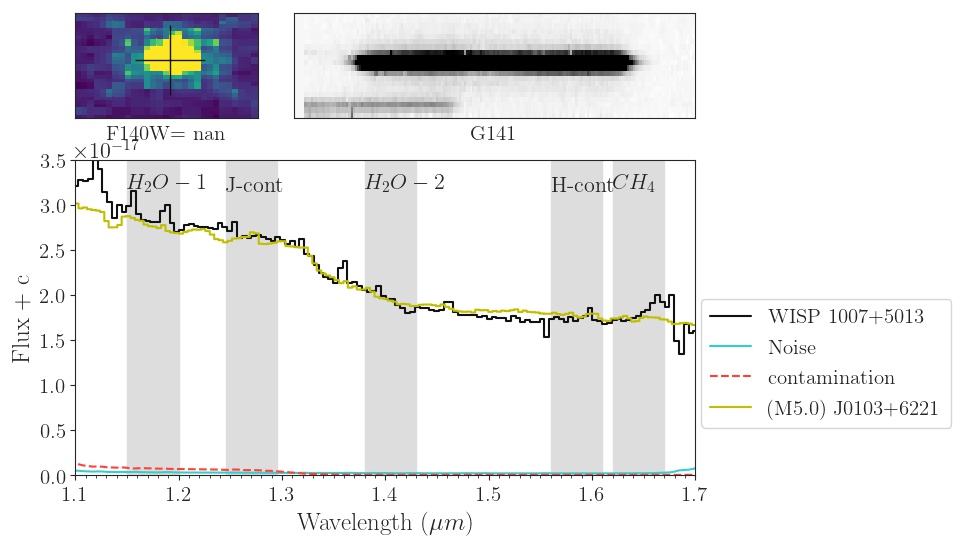 F140W= nan
G141
×10−17
H2O − 1
J-cont
H2O − 2
H-cont
CH4
3.5
3.0
2.5
2.0
1.5
1.0
0.5
0.0
Flux + c
1.1
1.2
1.3
1.4
1.5
1.6
1.7
Wavelength (μm)
WISP 1007+5013
Noise
contamination
(M5.0) J0103+6221